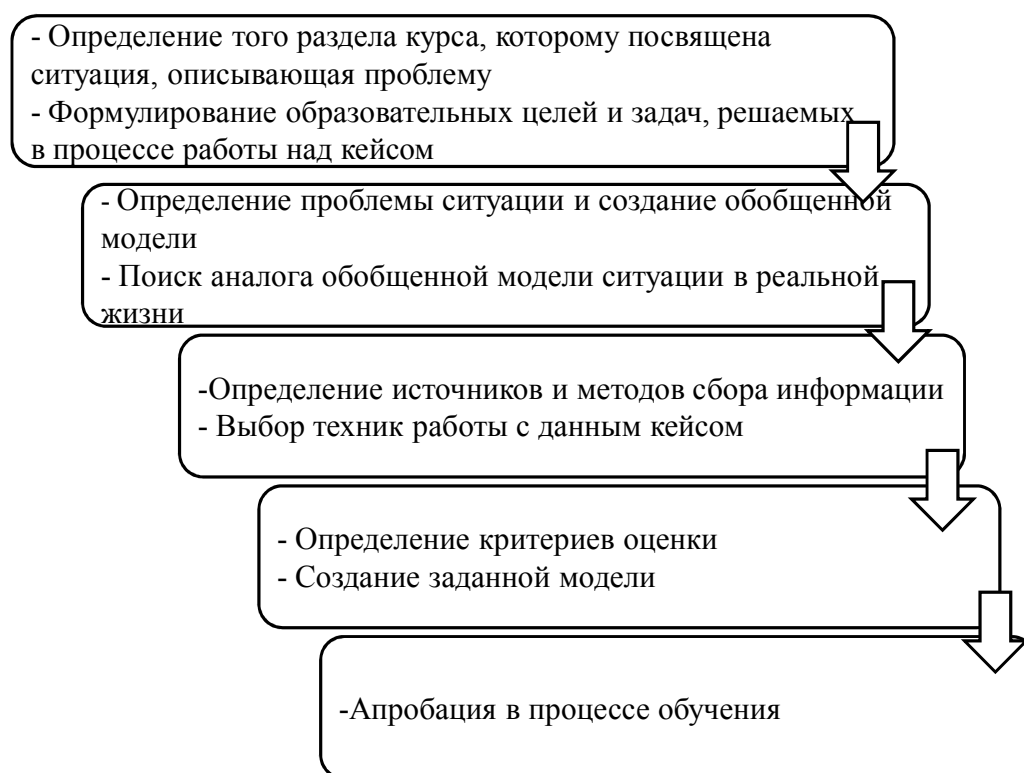 - Определение того раздела курса, которому посвящена
ситуация, описывающая проблему
- Формулирование образовательных целей и задач, решаемых
в процессе работы над кейсом
- Определение проблемы ситуации и создание обобщенной
модели
- Поиск аналога обобщенной модели ситуации в реальной
жизни
-Определение источников и методов сбора информации
- Выбор техник работы с данным кейсом
- Определение критериев оценки
- Создание заданной модели
-Апробация в процессе обучения